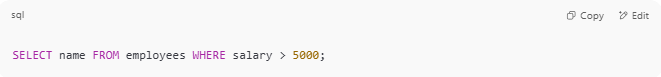 sql
Copy
Edit
SELECT name FROM employees WHERE salary > 5000;